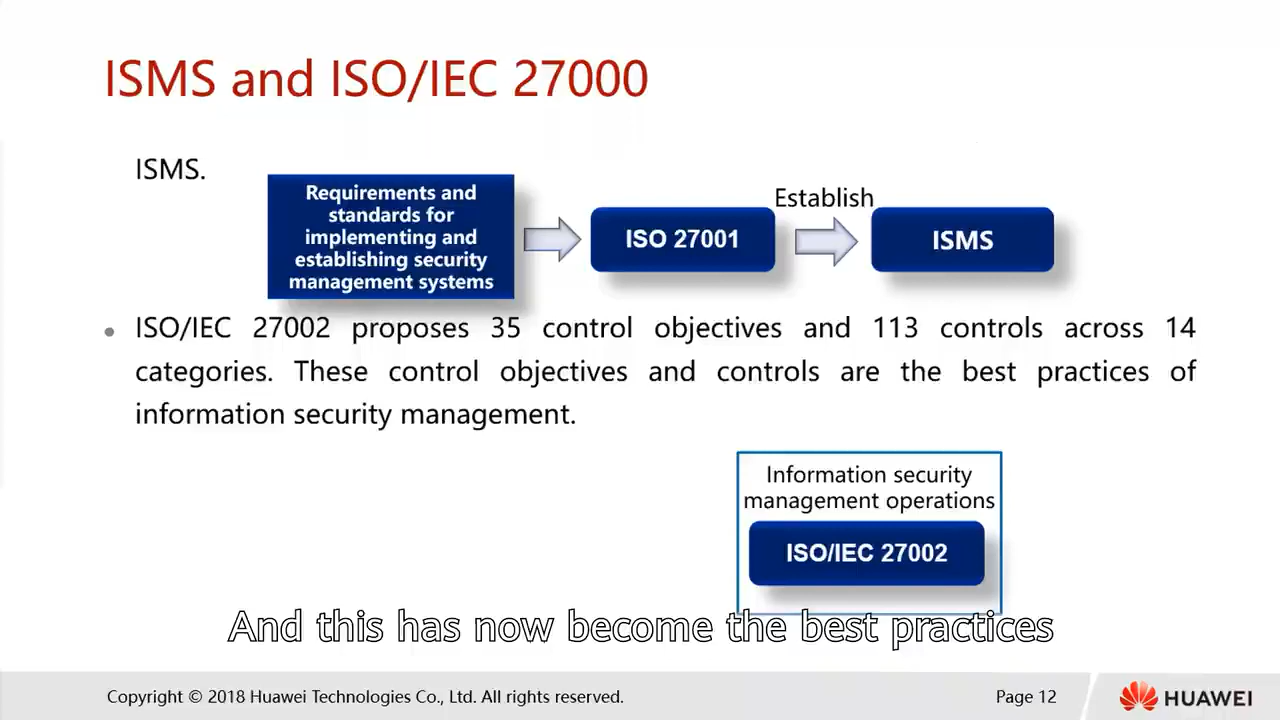 ISMS and ISO/IEC 27000
ISMS.
Requirements and
standards for
implementing and
establishing security
management systems
ISO 27001
Establish
ISMS
• ISO/IEC 27002 proposes 35 control objectives and 113 controls across 14
categories. These control objectives and controls are the best practices of
information security management.
Information security
management operations
ISO/IEC 27002
And this has now become the best practices
Copyright © 2018 Huawei Technologies Co., Ltd. All rights reserved.
Page 12
HUAWEI